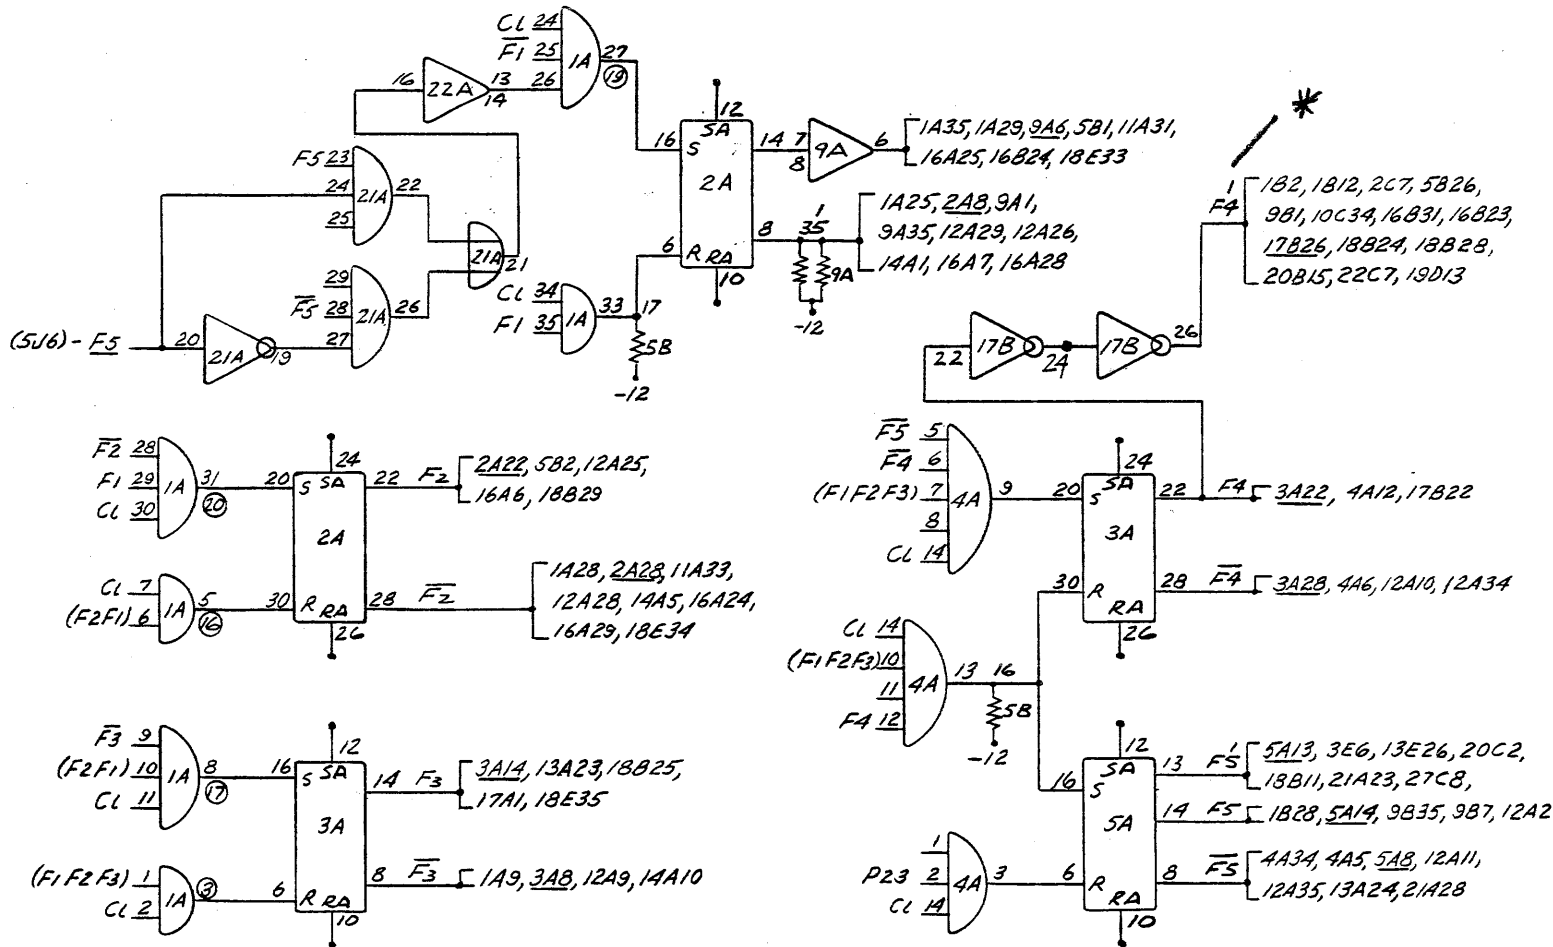 Cl 24
F1 25
26
1A
27
19
16
22A
13
14
F5 23
24
25
21A
22
21A
21
29
F5 28
27
21A
26
(5J6) - F5
20
21A
19
Cl 34
F1 35
1A
33
17
5B
-12
12
SA
16 S
2A
14
7
8
9A
6
1A35, 1A29, 9A6, 5B1, 11A31,
16A25, 16B24, 18E33
6 R
RA
10
8
1
35
9A
-12
1A25, 2A8, 9A1,
9A35, 12A29, 12A26,
14A1, 16A7, 16A28
*
1
F4
1B2, 1B12, 2C7, 5B26,
9B1, 10C34, 16B31, 16B23,
17B26, 18B24, 18B28,
20B15, 22C7, 19D13
22
17B
24
17B
26
F2 28
F1 29
Cl 30
1A
31
20
20 S
24
SA
2A
22
F2
2A22, 5B2, 12A25,
16A6, 18B29
Cl 7
(F2F1) 6
1A
5
16
30 R
RA
26
28
F2
1A28, 2A28, 11A33,
12A28, 14A5, 16A24,
16A29, 18E34
F3 9
(F2F1) 10
Cl 11
1A
8
17
16 S
12
SA
3A
14
F3
3A14, 13A23, 18B25,
17A1, 18E35
(F1F2F3) 1
Cl 2
1A
3
6 R
RA
10
8
F3
1A9, 3A8, 12A9, 14A10
F5 5
F4 6
(F1F2F3) 7
8
Cl 14
4A
9
20 S
24
SA
3A
22
F4
3A22, 4A12, 17B22
30 R
RA
26
28
F4
3A28, 4A6, 12A10, 12A34
Cl 14
(F1F2F3) 10
11
F4 12
4A
13
16
5B
-12
12
SA
16 S
5A
13
1
F5
5A13, 3E6, 13E26, 20C2,
18B11, 21A23, 27C8,
14
F5
1B28, 5A14, 9B35, 9B7, 12A2
1
P23 2
Cl 14
4A
3
6 R
RA
10
8
F5
4A34, 4A5, 5A8, 12A11,
12A35, 13A24, 21A28